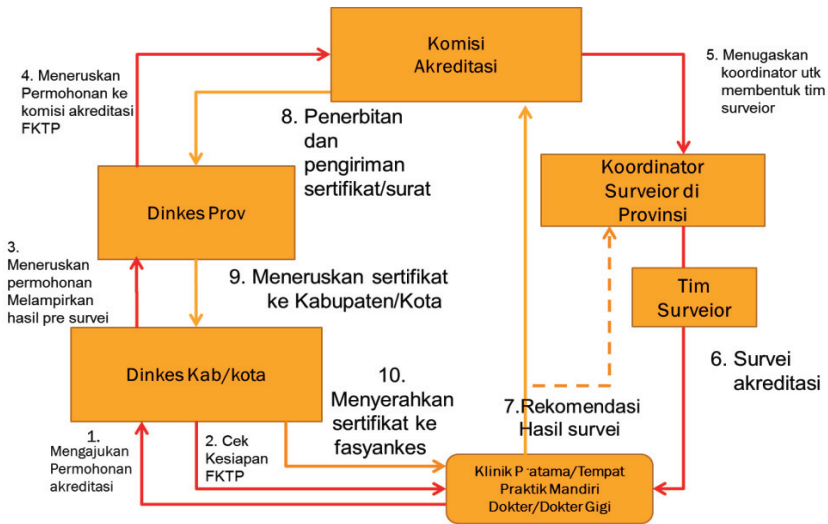 Komisi
Akreditasi
4. Meneruskan
Permohonan ke
komisi akreditasi
FKTP
5. Menugaskan
koordinator utk
membentuk tim
surveior
8. Penerbitan
dan
pengiriman
sertifikat/surat
Koordinator
Surveior di
Provinsi
Dinkes Prov
3.
Meneruskan
permohonan
Melampirkan
hasil pre survei
9. Meneruskan sertifikat
ke Kabupaten/Kota
Tim
Surveior
Dinkes Kab/kota
6. Survei
akreditasi
10.
Menyerahkan
sertifikat ke
fasyankes
7.Rekomendasi
Hasil survei
1.
Mengajukan
Permohonan
akreditasi
2. Cek
Kesiapan
FKTP
Klinik Pratama/Tempat
Praktik Mandiri
Dokter/Dokter Gigi